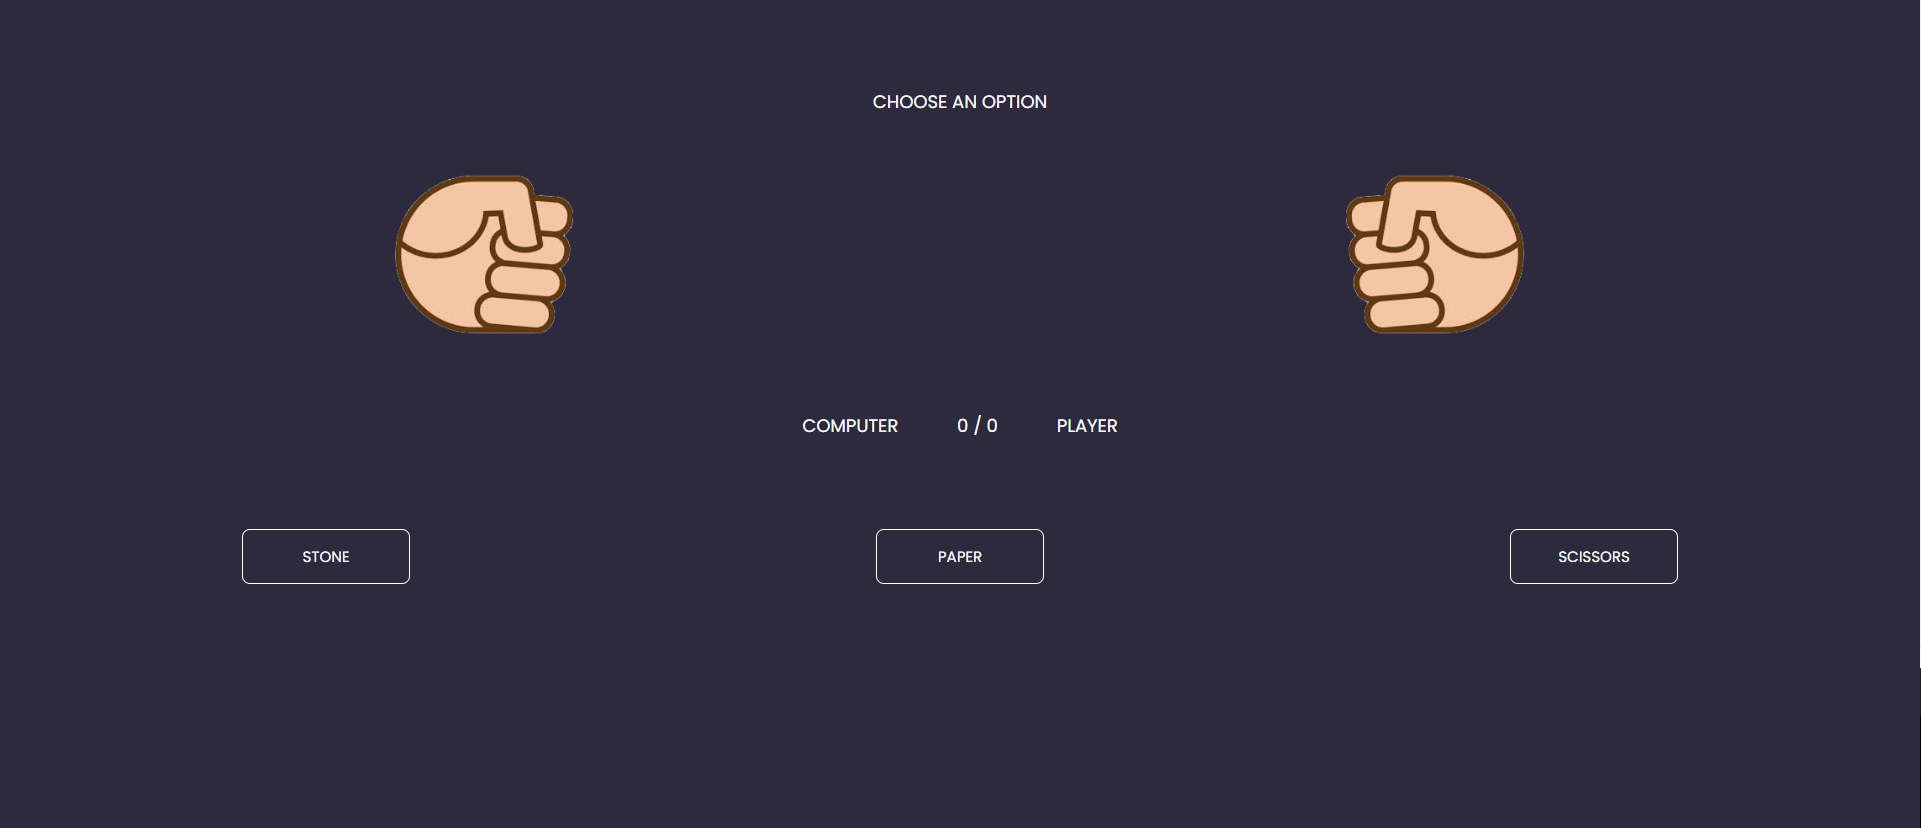 CHOOSE AN OPTION
COMPUTER 0 / 0 PLAYER
STONE PAPER SCISSORS